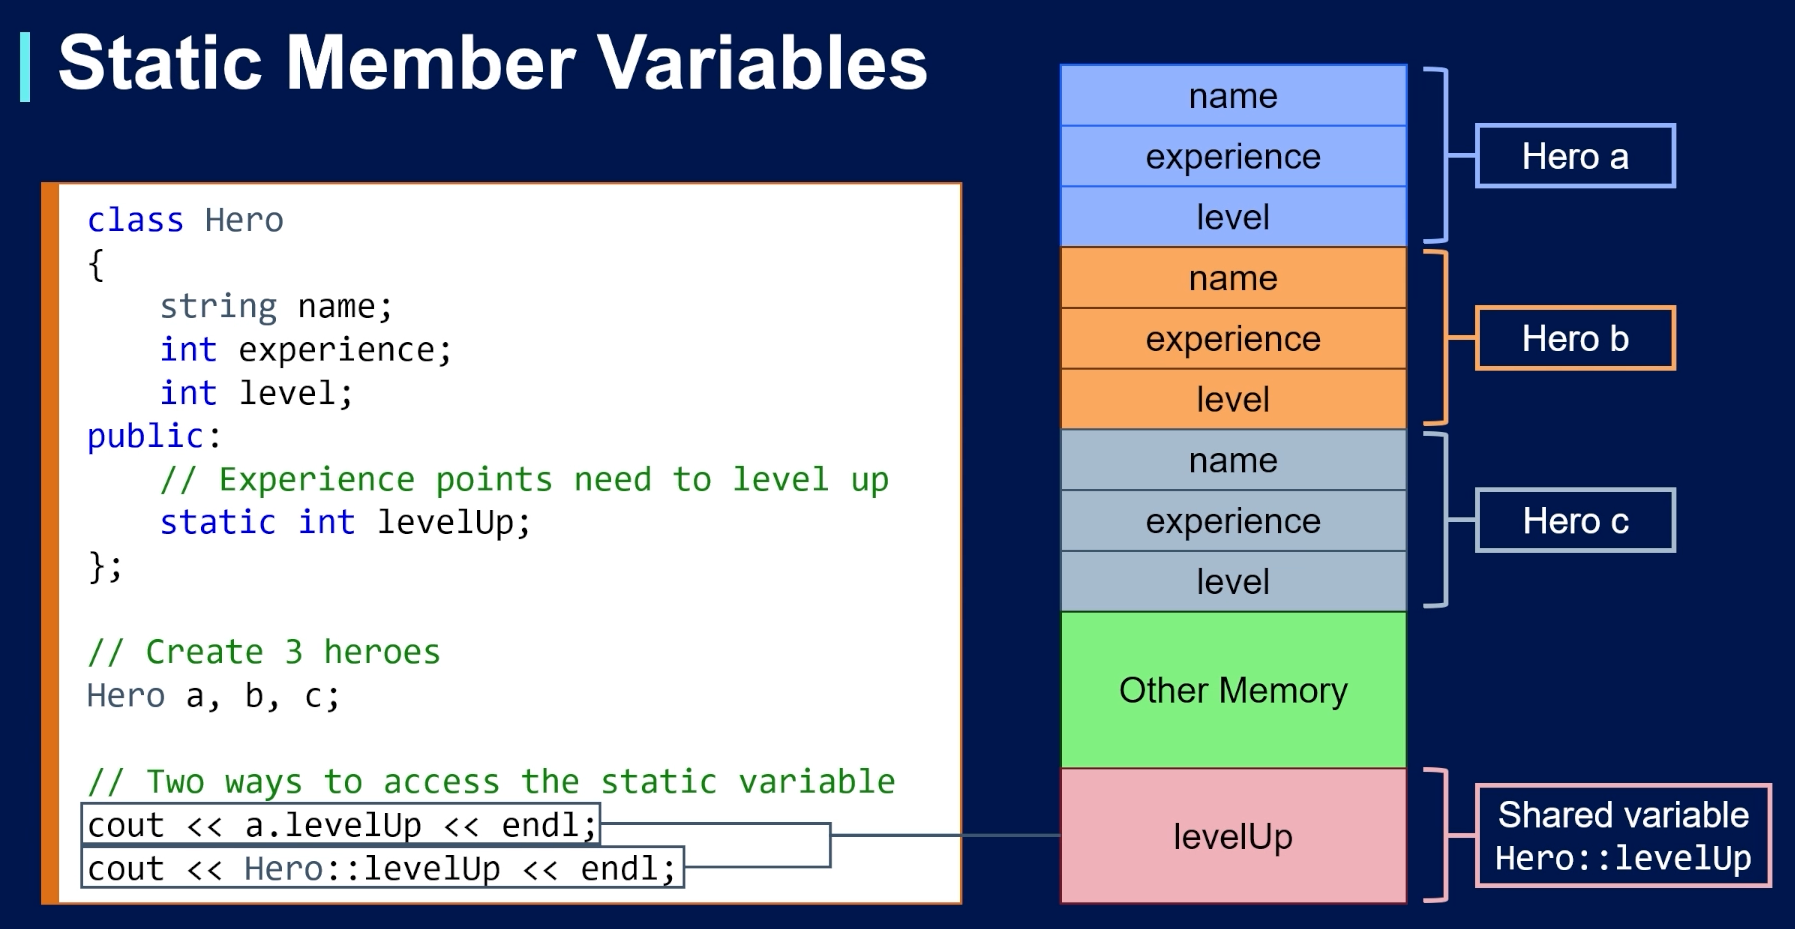 Static Member Variables
class Hero
{
    string name;
    int experience;
    int level;
public:
    // Experience points need to level up
    static int levelUp;
};
// Create 3 heroes
Hero a, b, c;
// Two ways to access the static variable
cout << a.levelUp << endl;
cout << Hero::levelUp << endl;
name
experience
level
Hero a
name
experience
level
Hero b
name
experience
level
Hero c
Other Memory
levelUp
Shared variable
Hero::levelUp